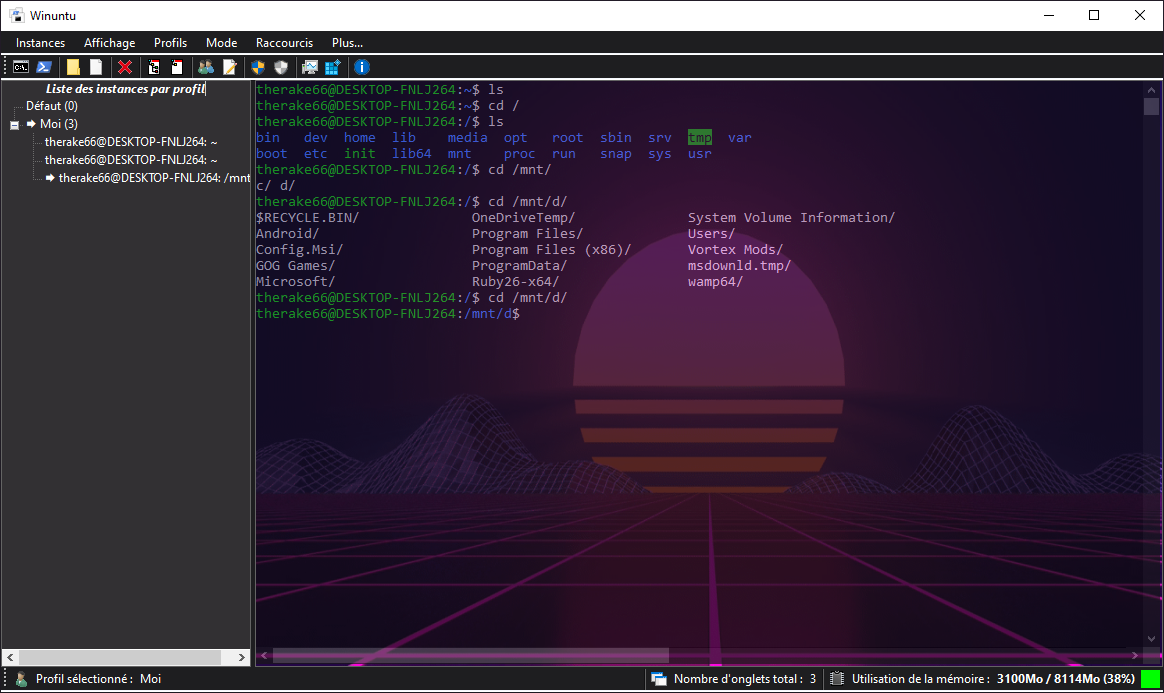 Winuntu
Instances Affichage Profils Mode Raccourcis Plus...
Liste des instances par profil
Défaut (0)
Moi (3)
therake66@DESKTOP-FNLJ264: ~
therake66@DESKTOP-FNLJ264: ~
therake66@DESKTOP-FNLJ264: /mnt
therake66@DESKTOP-FNLJ264:~$ ls
therake66@DESKTOP-FNLJ264:~$ cd /
therake66@DESKTOP-FNLJ264:/$ ls
bin dev home lib media opt root sbin srv tmp var
boot etc init lib64 mnt proc run snap sys usr
therake66@DESKTOP-FNLJ264:/$ cd /mnt/
c/ d/
therake66@DESKTOP-FNLJ264:/$ cd /mnt/d/
$RECYCLE.BIN/ OneDriveTemp/ System Volume Information/
Android/ Program Files/ Users/
Config.Msi/ Program Files (x86)/ Vortex Mods/
GOG Games/ ProgramData/ msdownld.tmp/
Microsoft/ Ruby26-x64/ wamp64/
therake66@DESKTOP-FNLJ264:/$ cd /mnt/d/
therake66@DESKTOP-FNLJ264:/mnt/d$
Profil sélectionné : Moi Nombre d'onglets total : 3 Utilisation de la mémoire : 3100Mo / 8114Mo (38%)